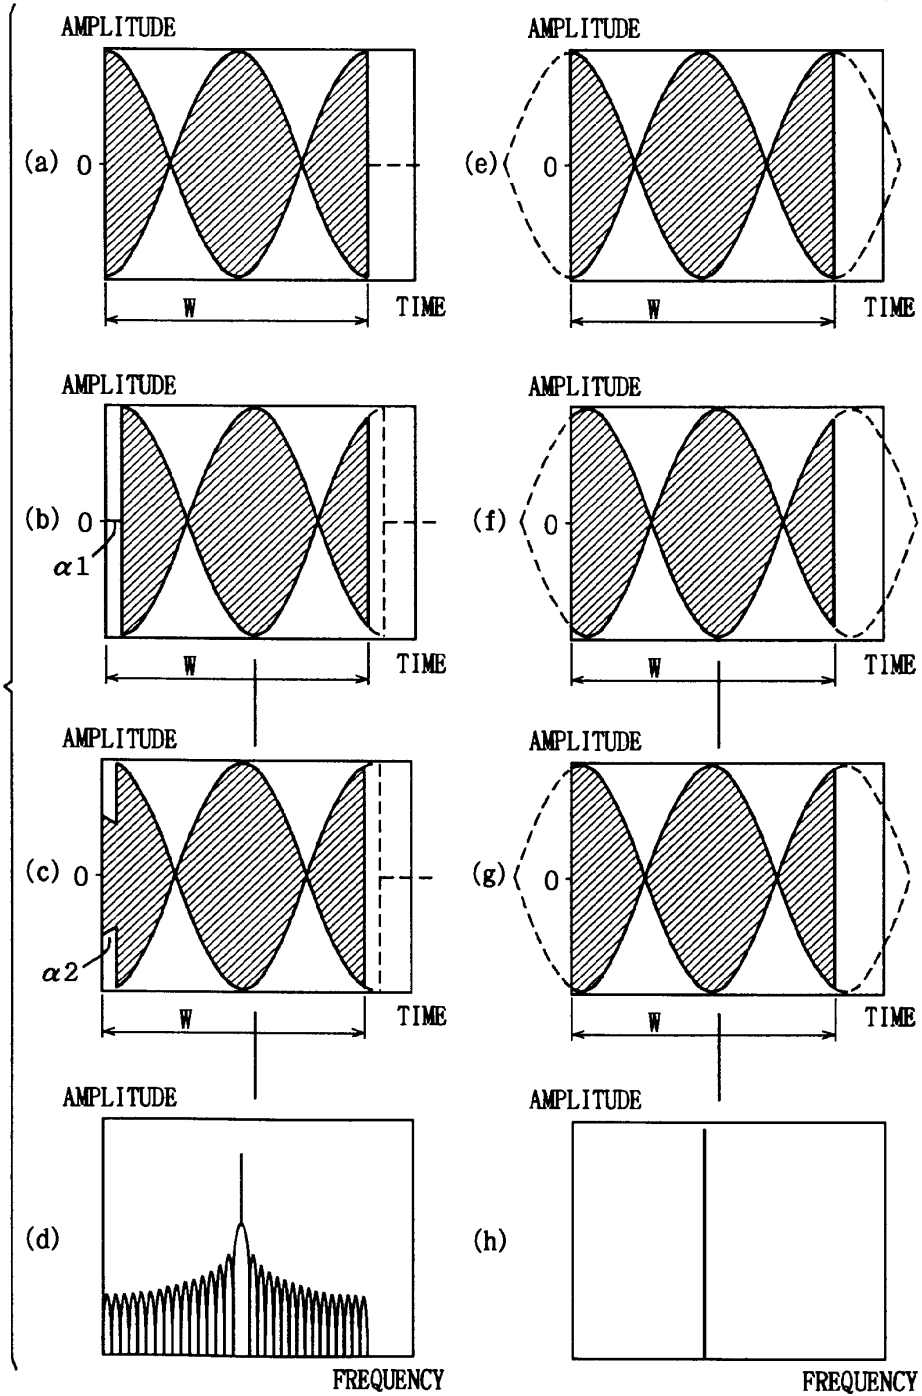 AMPLITUDE
(a) 0
W TIME
AMPLITUDE
(b) 0
α1
W TIME
AMPLITUDE
(c) 0
α2
W TIME
AMPLITUDE
(d)
FREQUENCY
AMPLITUDE
(e) 0
W TIME
AMPLITUDE
(f) 0
W TIME
AMPLITUDE
(g) 0
W TIME
AMPLITUDE
(h)
FREQUENCY